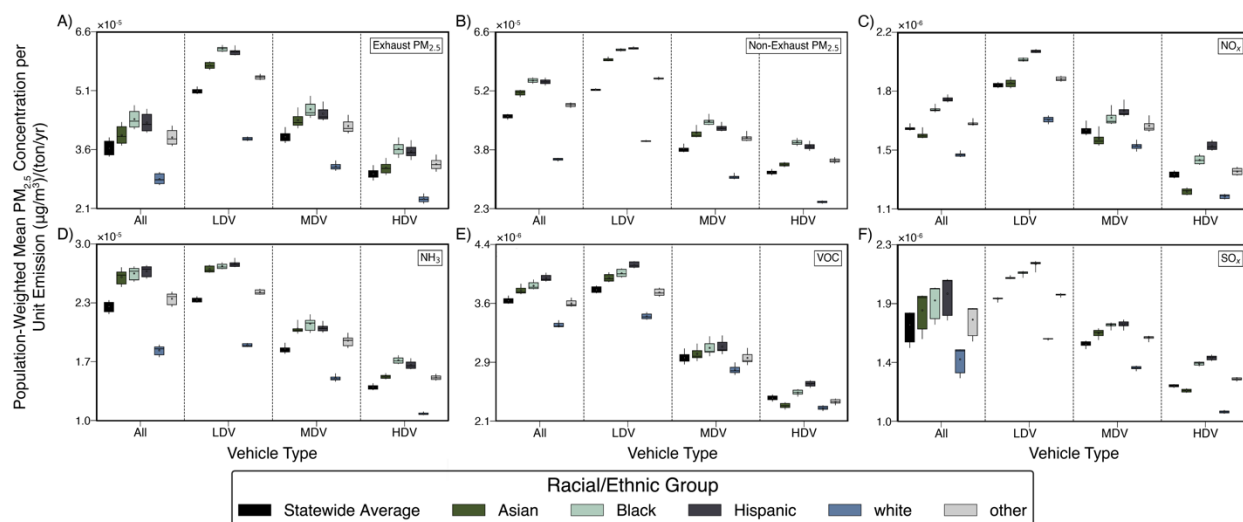 Population-Weighted Mean PM2.5 Concentration per
Unit Emission (μg/m³)/(ton/yr)
A) ×10⁻⁵ Exhaust PM2.5
6.6
5.1
3.6
2.1
All LDV MDV HDV
B) ×10⁻⁵ Non-Exhaust PM2.5
6.6
5.2
3.8
2.3
All LDV MDV HDV
C) ×10⁻⁶ NOx
2.2
1.8
1.5
1.1
All LDV MDV HDV
D) ×10⁻⁵ NH3
3.0
2.3
1.7
1.0
All LDV MDV HDV
Vehicle Type
E) ×10⁻⁶ VOC
4.4
3.6
2.9
2.1
All LDV MDV HDV
Vehicle Type
F) ×10⁻⁶ SOx
2.3
1.9
1.4
1.0
All LDV MDV HDV
Vehicle Type
Racial/Ethnic Group
Statewide Average Asian Black Hispanic white other